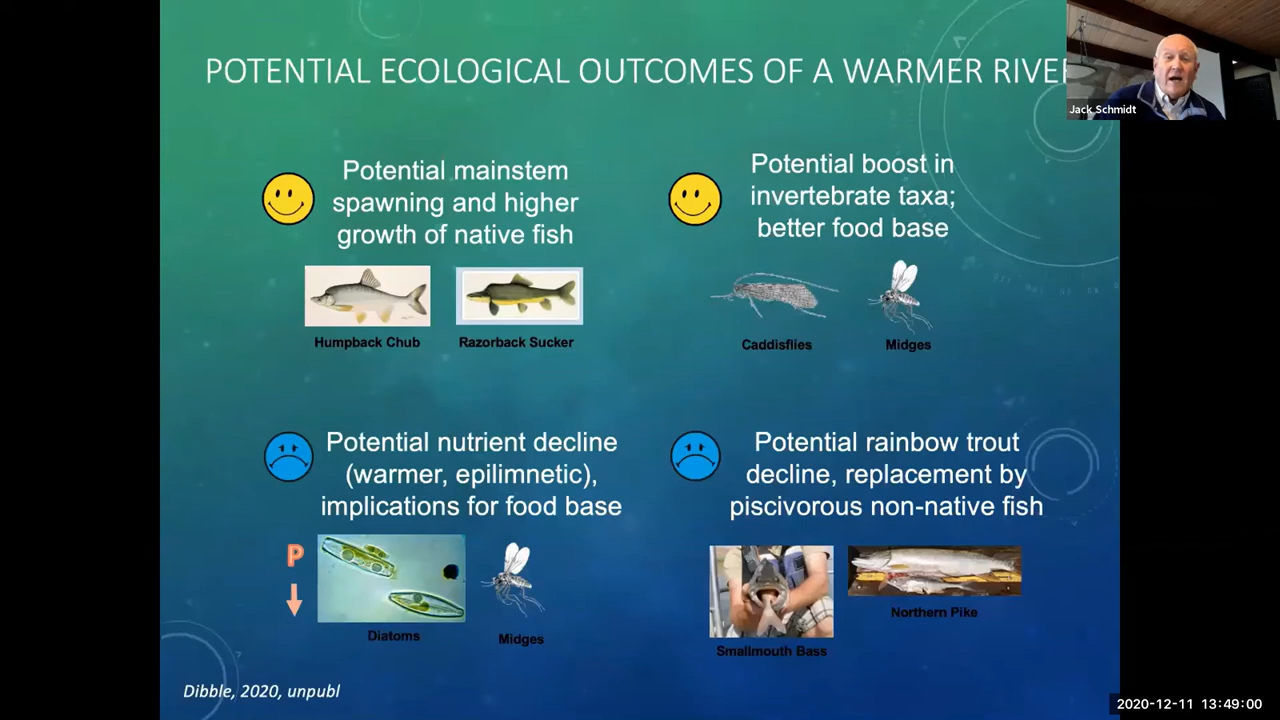 POTENTIAL ECOLOGICAL OUTCOMES OF A WARMER RIVER
Jack Schmidt
Potential mainstem
spawning and higher
growth of native fish
Humpback Chub
Razorback Sucker
Potential boost in
invertebrate taxa;
better food base
Caddisflies
Midges
Potential nutrient decline
(warmer, epilimnetic),
implications for food base
P
Diatoms
Midges
Potential rainbow trout
decline, replacement by
piscivorous non-native fish
Smallmouth Bass
Northern Pike
Dibble, 2020, unpubl
2020-12-11 13:49:00